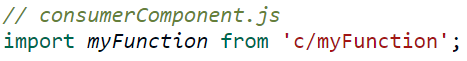 // consumerComponent.js
import myFunction from 'c/myFunction';